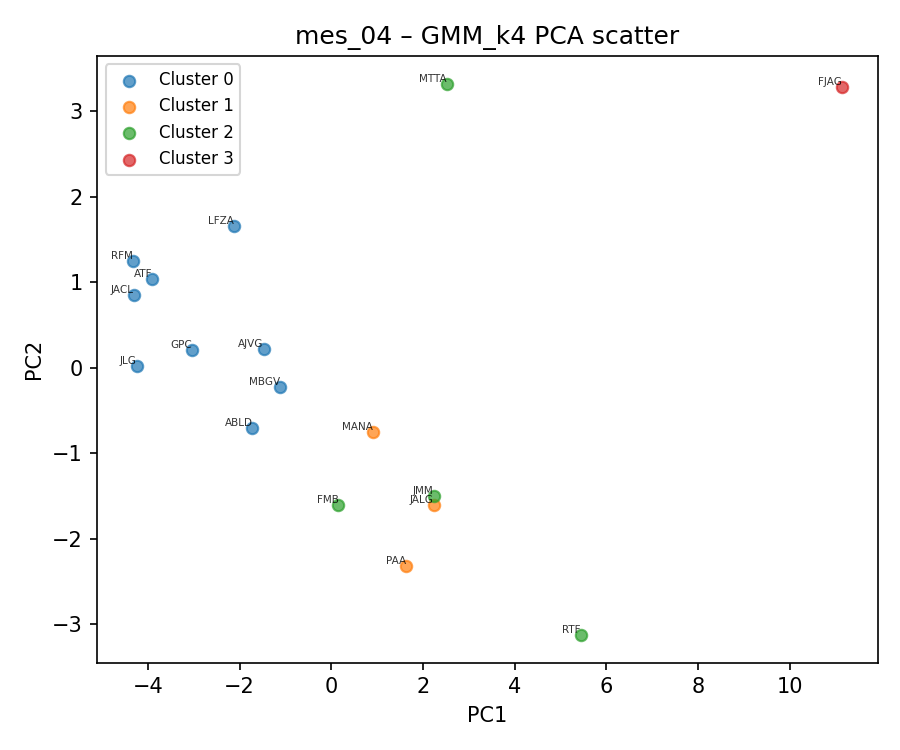 mes_04 – GMM_k4 PCA scatter
Cluster 0
Cluster 1
Cluster 2
Cluster 3
MTTA
FJAG
LFZA
RFM
ATF
JACL
GPC
AJVG
JLG
MBGV
ABLD
MANA
JMM
JALG
FMB
PAA
RTF
3
2
1
0
−1
−2
−3
PC2
−4 −2 0 2 4 6 8 10
PC1